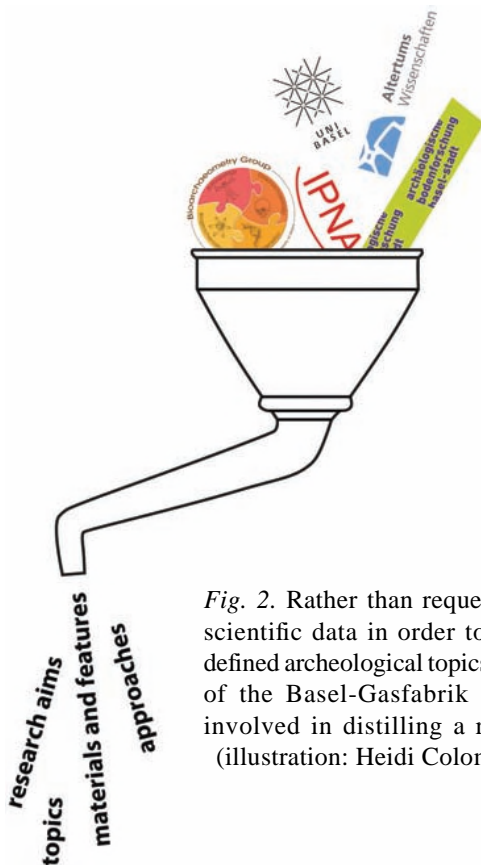 Bioarchaeometry Group
IPNA
UNI
BASEL
Altertums
Wissenschaften
archäologische
bodenforschung
basel-stadt
research aims
topics
materials and features
approaches
Fig. 2. Rather than reque
scientific data in order to
defined archeological topics
of the Basel-Gasfabrik
involved in distilling a r
(illustration: Heidi Colon